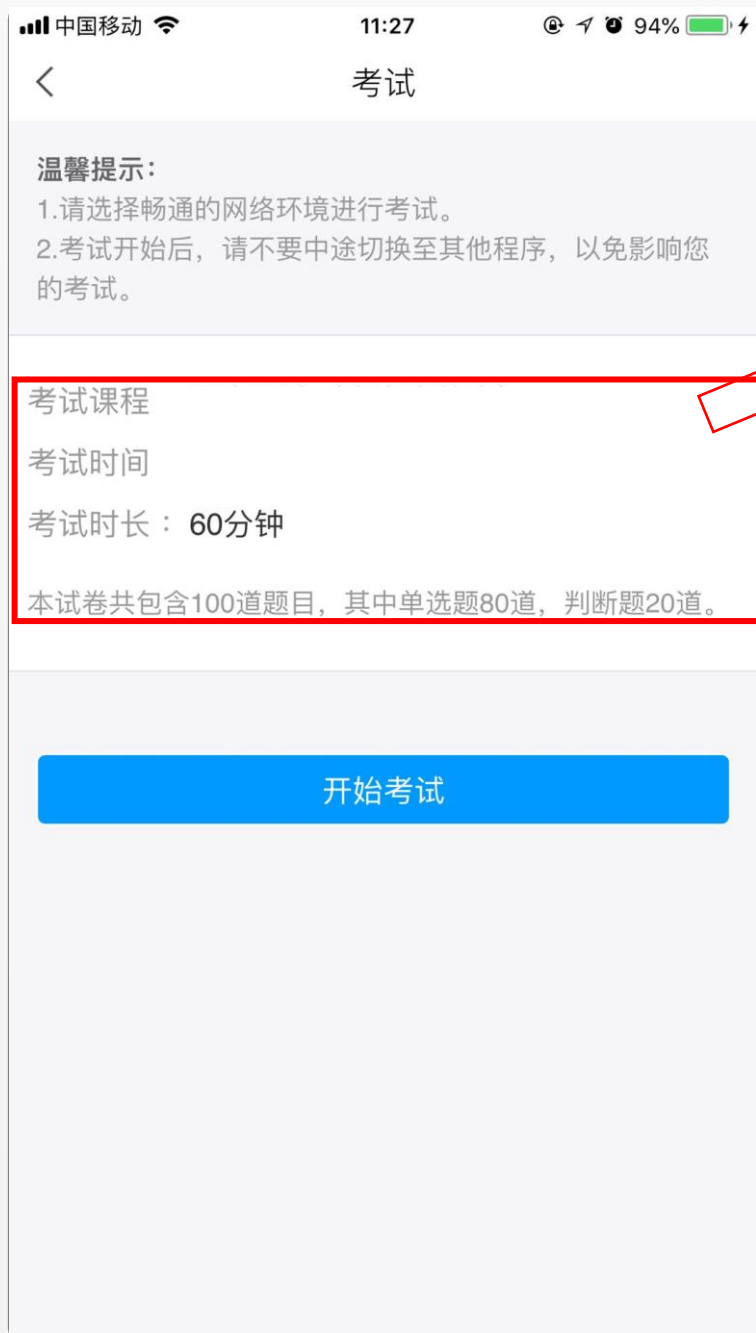 中国移动 11:27 94%
考试
温馨提示：
1.请选择畅通的网络环境进行考试。
2.考试开始后，请不要中途切换至其他程序，以免影响您
的考试。
考试课程
考试时间
考试时长： 60分钟
本试卷共包含100道题目，其中单选题80道，判断题20道。
开始考试